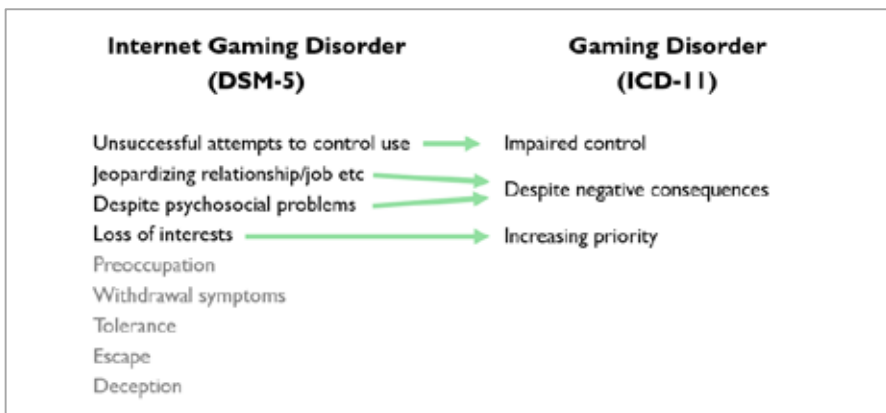 Internet Gaming Disorder
(DSM-5)
Gaming Disorder
(ICD-11)
Unsuccessful attempts to control use
Impaired control
Jeopardizing relationship/job etc
Despite negative consequences
Despite psychosocial problems
Loss of interests
Increasing priority
Preoccupation
Withdrawal symptoms
Tolerance
Escape
Deception